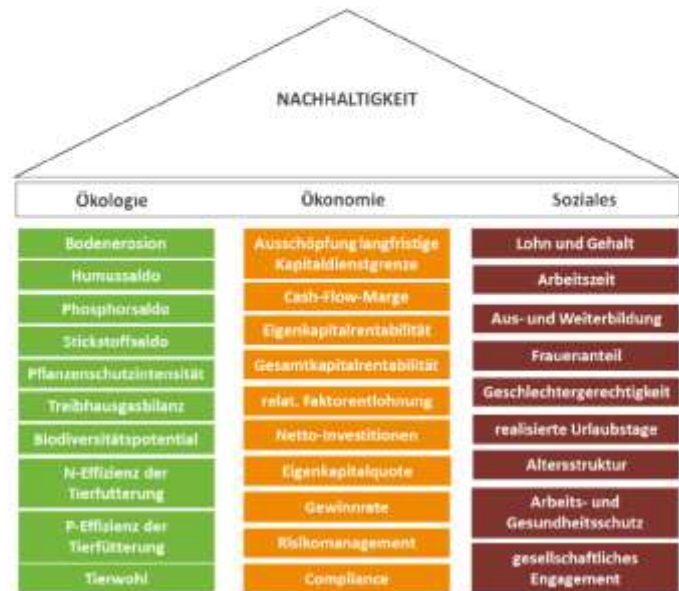 NACHHALTIGKEIT
Ökologie
Ökonomie
Soziales
Bodenerosion
Humussaldo
Phosphorsaldo
Stickstoffsaldo
Pflanzenschutzintensität
Treibhausgasbilanz
Biodiversitätspotential
N-Effizienz der
Tierfutterung
P-Effizienz der
Tierfütterung
Tierwohl
Ausschöpfung langfristige
Kapitaldienstgrenze
Cash-Flow-Marge
Eigenkapitalrentabilität
Gesamtkapitalrentabilität
relat. Faktorentlohnung
Netto-Investitionen
Eigenkapitalquote
Gewinnrate
Risikomanagement
Compliance
Lohn und Gehalt
Arbeitszeit
Aus- und Weiterbildung
Frauenanteil
Geschlechtergerechtigkeit
realisierte Urlaubstage
Altersstruktur
Arbeits- und
Gesundheitsschutz
gesellschaftliches
Engagement